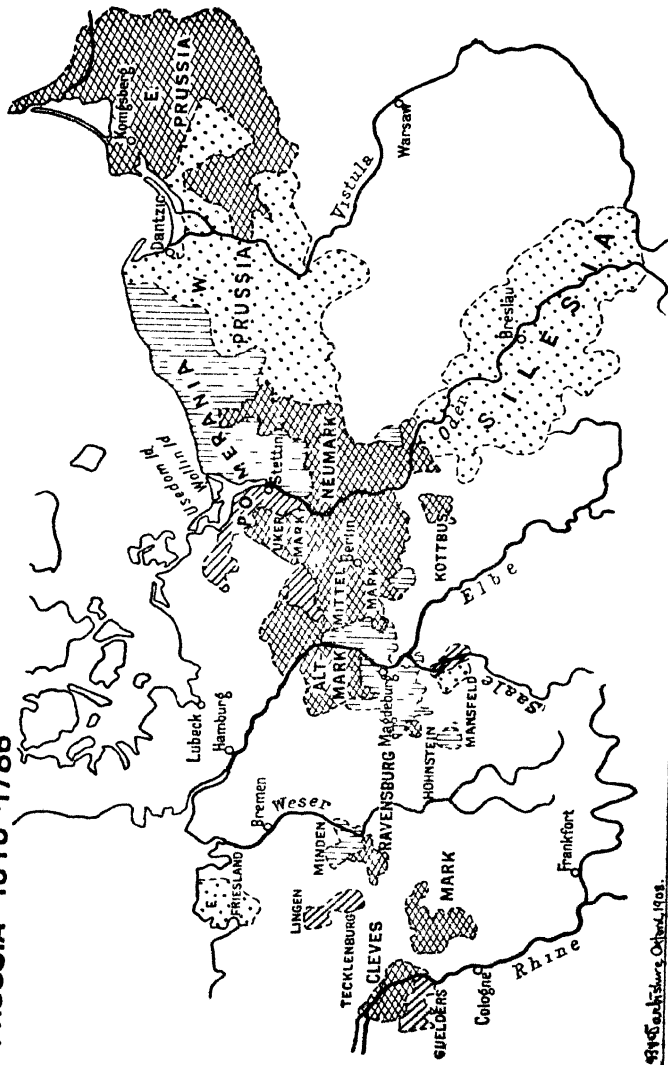 PRUSSIA 1786
Konigsberg
E.
PRUSSIA
Dantzic
W.
PRUSSIA
Vistula
Warsaw
POMERANIA
Usedom Id.
Wollin Id.
Stettin
NEUMARK
UKER
MARK
Berlin
MITTEL
MARK
KOTTBUS
Oder
Breslau
SILESIA
Elbe
ALT-
MARK
Magdeburg
Saale
MANSFELD
HOHNSTEIN
Lubeck
Hamburg
Bremen
Weser
E.
FRIESLAND
MINDEN
RAVENSBURG
LINGEN
TECKLENBURG
CLEVES
MARK
GUELDERS
Cologne
Rhine
Frankfort
Darbishire, Oxford, 1908.